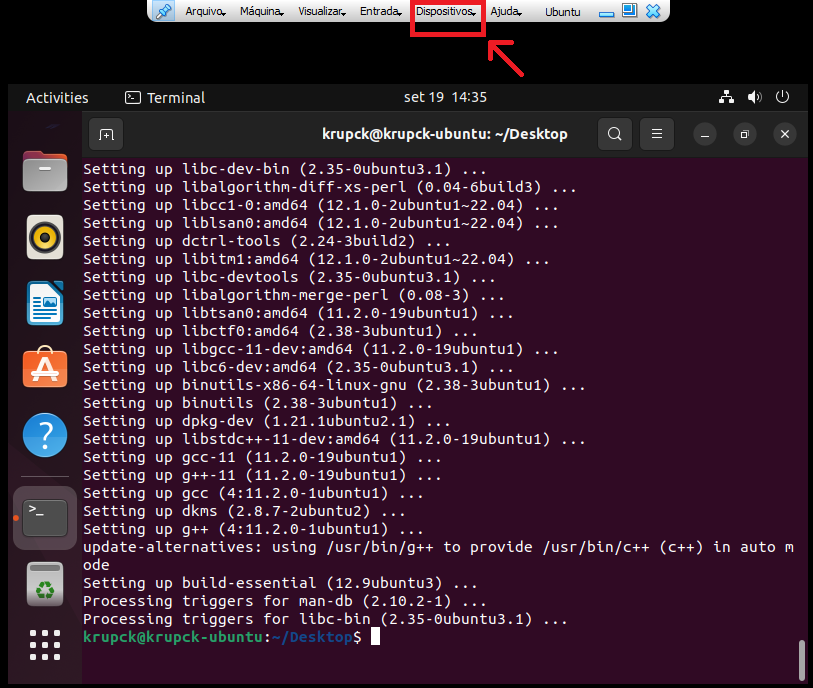 Arquivo Máquina Visualizar Entrada Dispositivos Ajuda Ubuntu
Activities Terminal set 19 14:35
krupck@krupck-ubuntu: ~/Desktop
Setting up libc-dev-bin (2.35-0ubuntu3.1) ...
Setting up libalgorithm-diff-xs-perl (0.04-6build3) ...
Setting up libcc1-0:amd64 (12.1.0-2ubuntu1~22.04) ...
Setting up liblsan0:amd64 (12.1.0-2ubuntu1~22.04) ...
Setting up dctrl-tools (2.24-3build2) ...
Setting up libitm1:amd64 (12.1.0-2ubuntu1~22.04) ...
Setting up libc-devtools (2.35-0ubuntu3.1) ...
Setting up libalgorithm-merge-perl (0.08-3) ...
Setting up libtsan0:amd64 (11.2.0-19ubuntu1) ...
Setting up libctf0:amd64 (2.38-3ubuntu1) ...
Setting up libgcc-11-dev:amd64 (11.2.0-19ubuntu1) ...
Setting up libc6-dev:amd64 (2.35-0ubuntu3.1) ...
Setting up binutils-x86-64-linux-gnu (2.38-3ubuntu1) ...
Setting up binutils (2.38-3ubuntu1) ...
Setting up dpkg-dev (1.21.1ubuntu2.1) ...
Setting up libstdc++-11-dev:amd64 (11.2.0-19ubuntu1) ...
Setting up gcc-11 (11.2.0-19ubuntu1) ...
Setting up g++-11 (11.2.0-19ubuntu1) ...
Setting up gcc (4:11.2.0-1ubuntu1) ...
Setting up dkms (2.8.7-2ubuntu2) ...
Setting up g++ (4:11.2.0-1ubuntu1) ...
update-alternatives: using /usr/bin/g++ to provide /usr/bin/c++ (c++) in auto m
ode
Setting up build-essential (12.9ubuntu3) ...
Processing triggers for man-db (2.10.2-1) ...
Processing triggers for libc-bin (2.35-0ubuntu3.1) ...
krupck@krupck-ubuntu:~/Desktop$